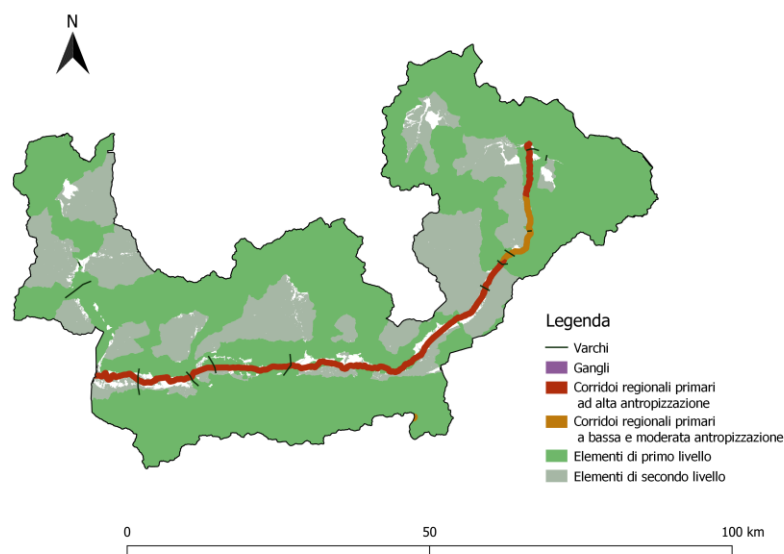 N
Legenda
Varchi
Gangli
Corridoi regionali primari
ad alta antropizzazione
Corridoi regionali primari
a bassa e moderata antropizzazione
Elementi di primo livello
Elementi di secondo livello
0 50 100 km